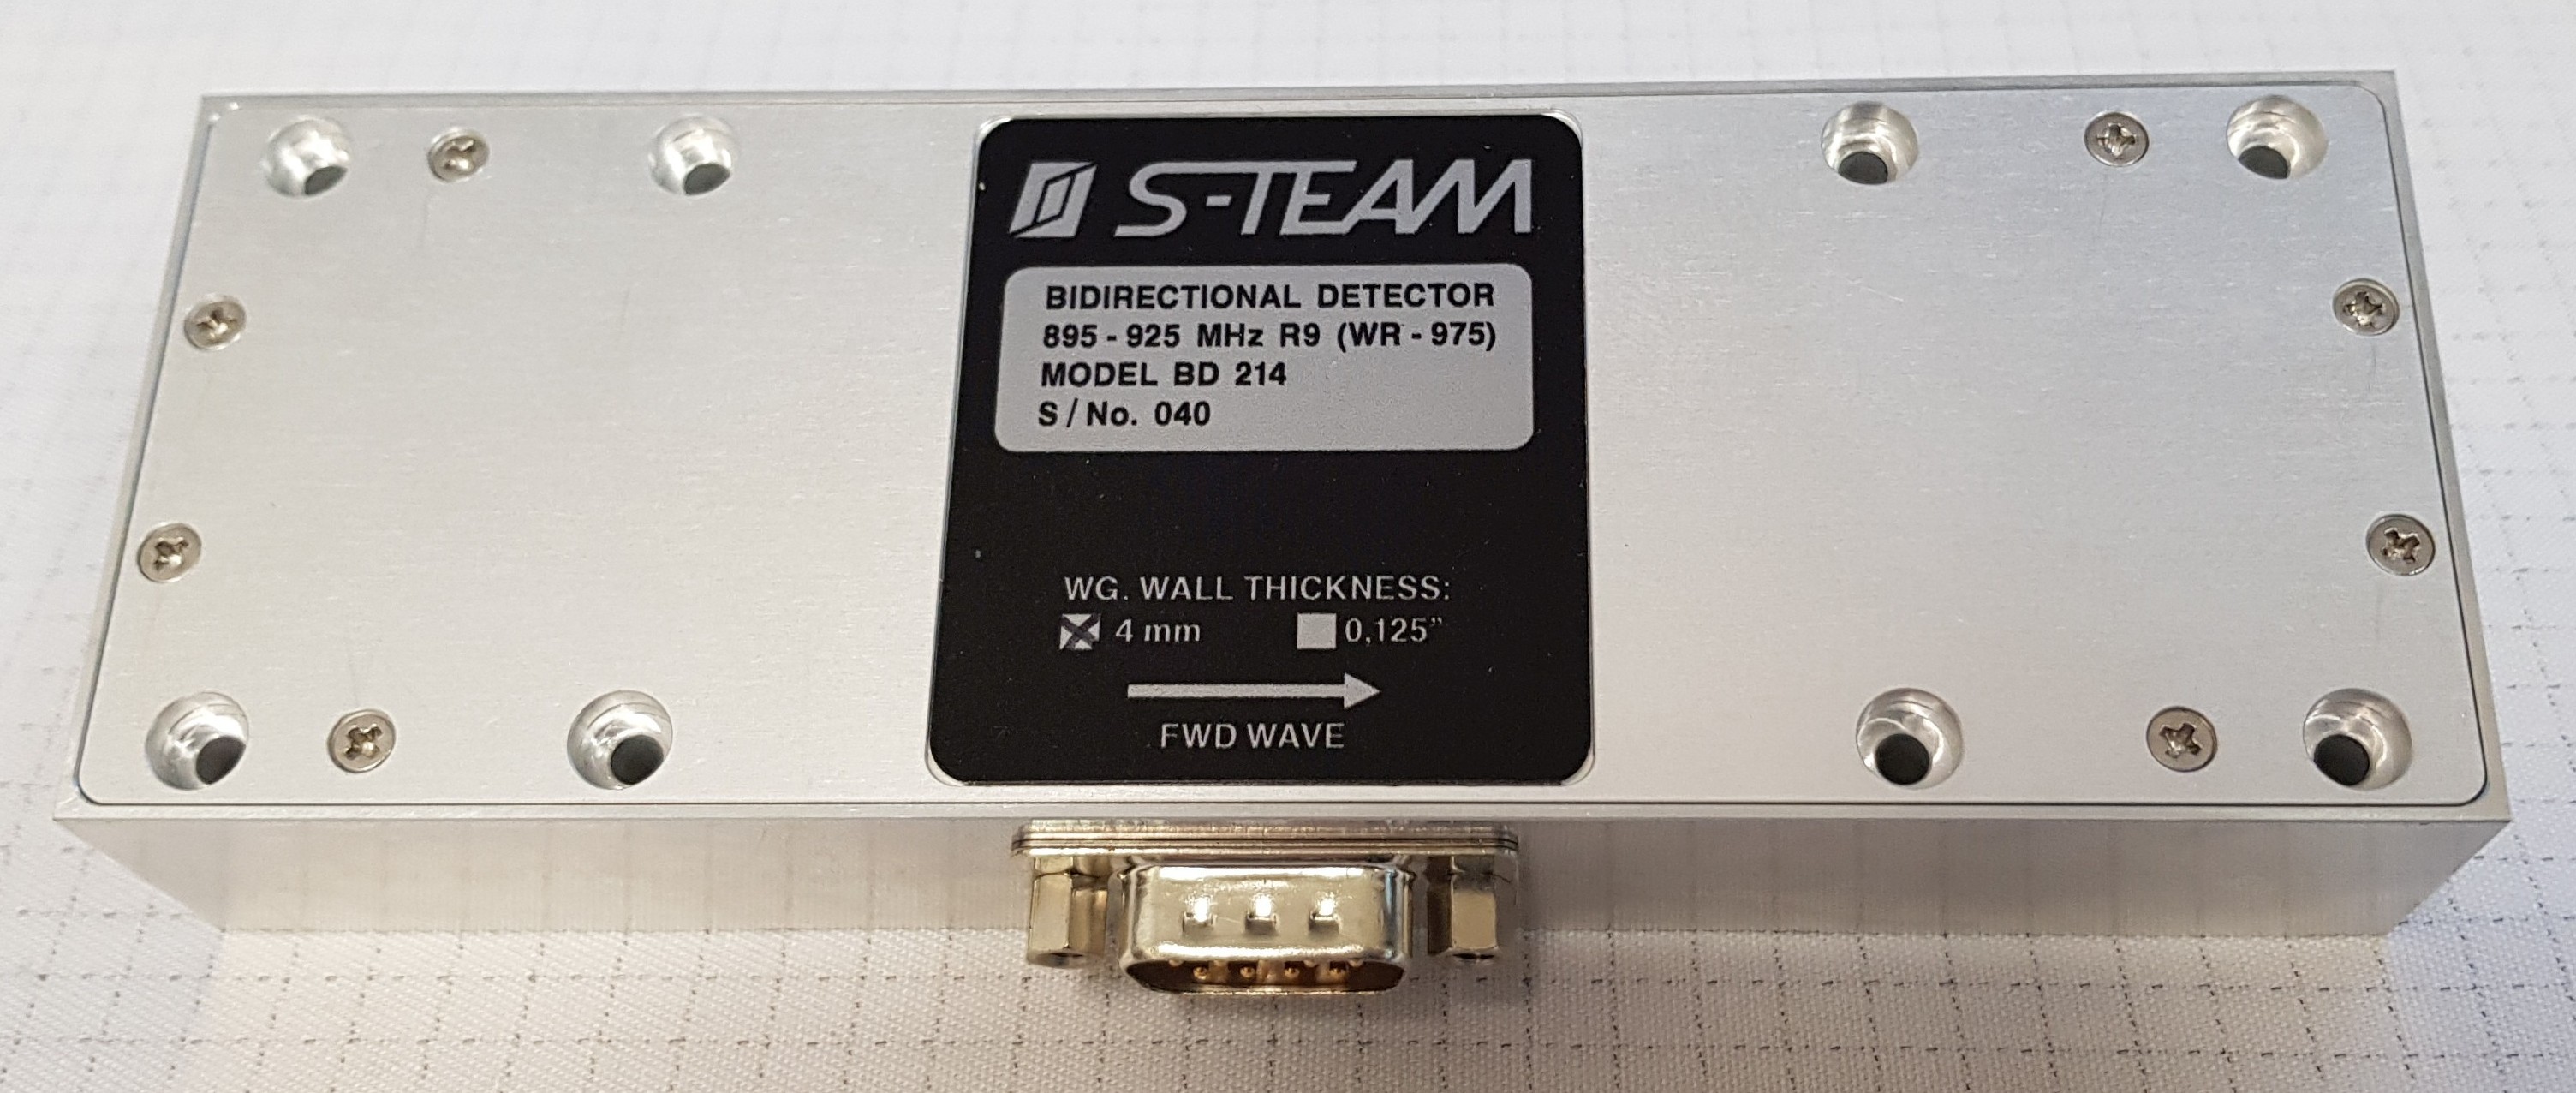 S-TEAM
BIDIRECTIONAL DETECTOR
895 - 925 MHz R9 (WR - 975)
MODEL BD 214
S / No. 040
WG. WALL THICKNESS:
4 mm 0,125”
FWD WAVE